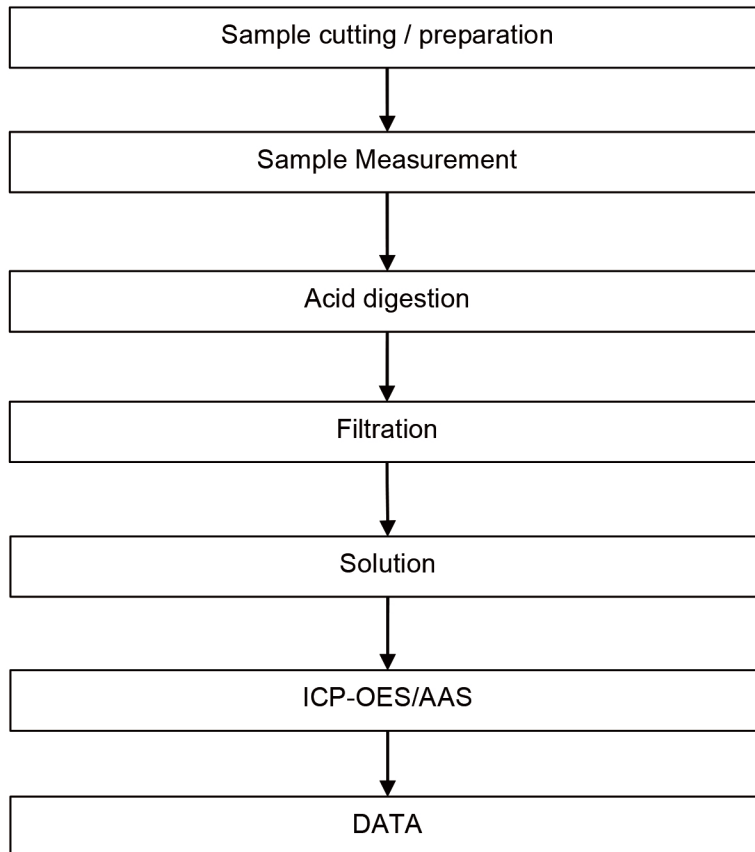 Sample cutting / preparation
Sample Measurement
Acid digestion
Filtration
Solution
ICP-OES/AAS
DATA